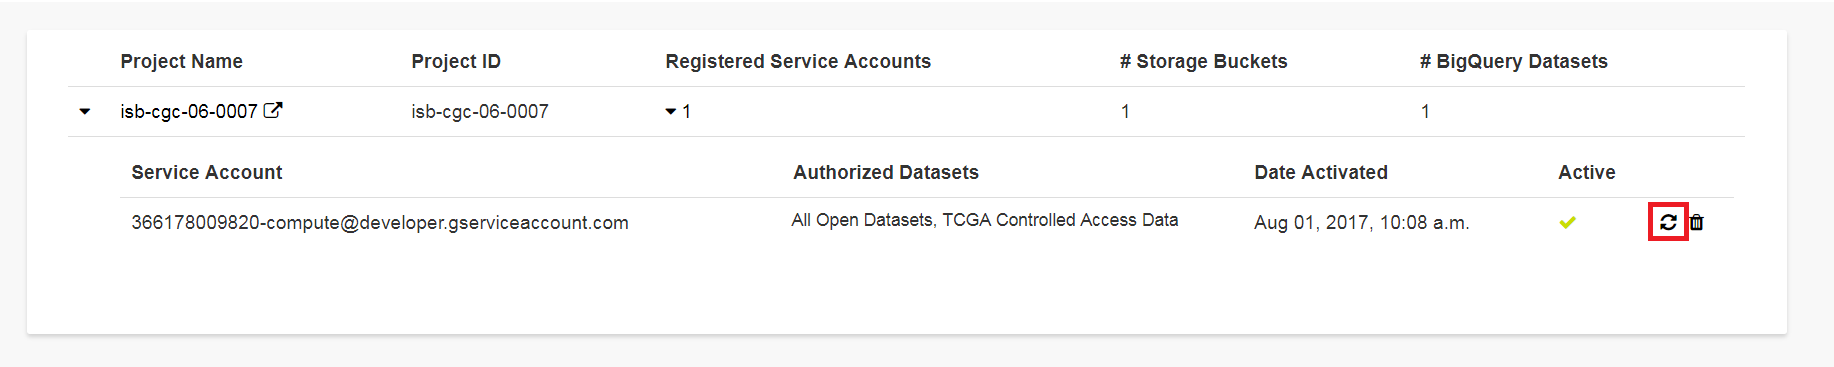 Project Name Project ID Registered Service Accounts # Storage Buckets # BigQuery Datasets
isb-cgc-06-0007 isb-cgc-06-0007 1 1 1
Service Account Authorized Datasets Date Activated Active
366178009820-compute@developer.gserviceaccount.com All Open Datasets, TCGA Controlled Access Data Aug 01, 2017, 10:08 a.m.